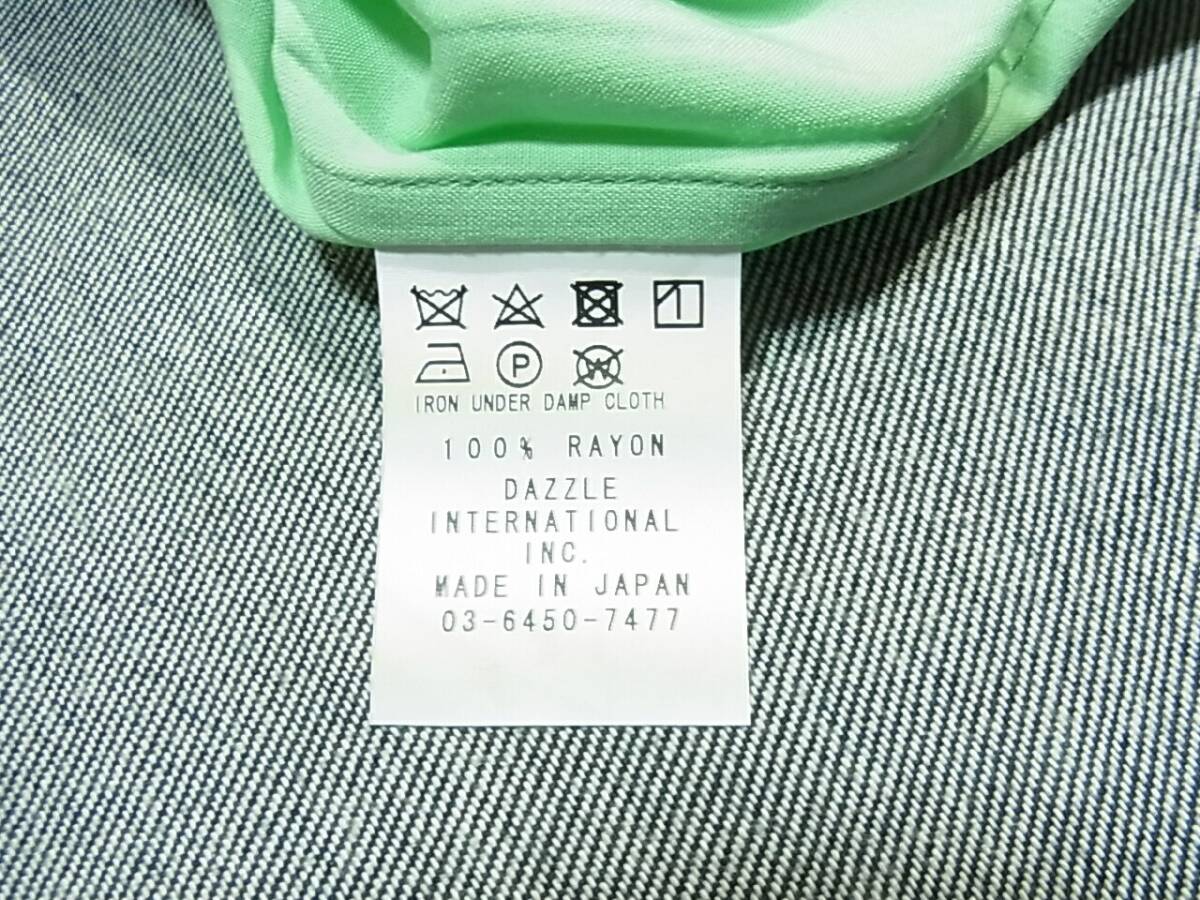 P W
IRON UNDER DAMP CLOTH
100% RAYON
DAZZLE
INTERNATIONAL
INC.
MADE IN JAPAN
03-6450-7477